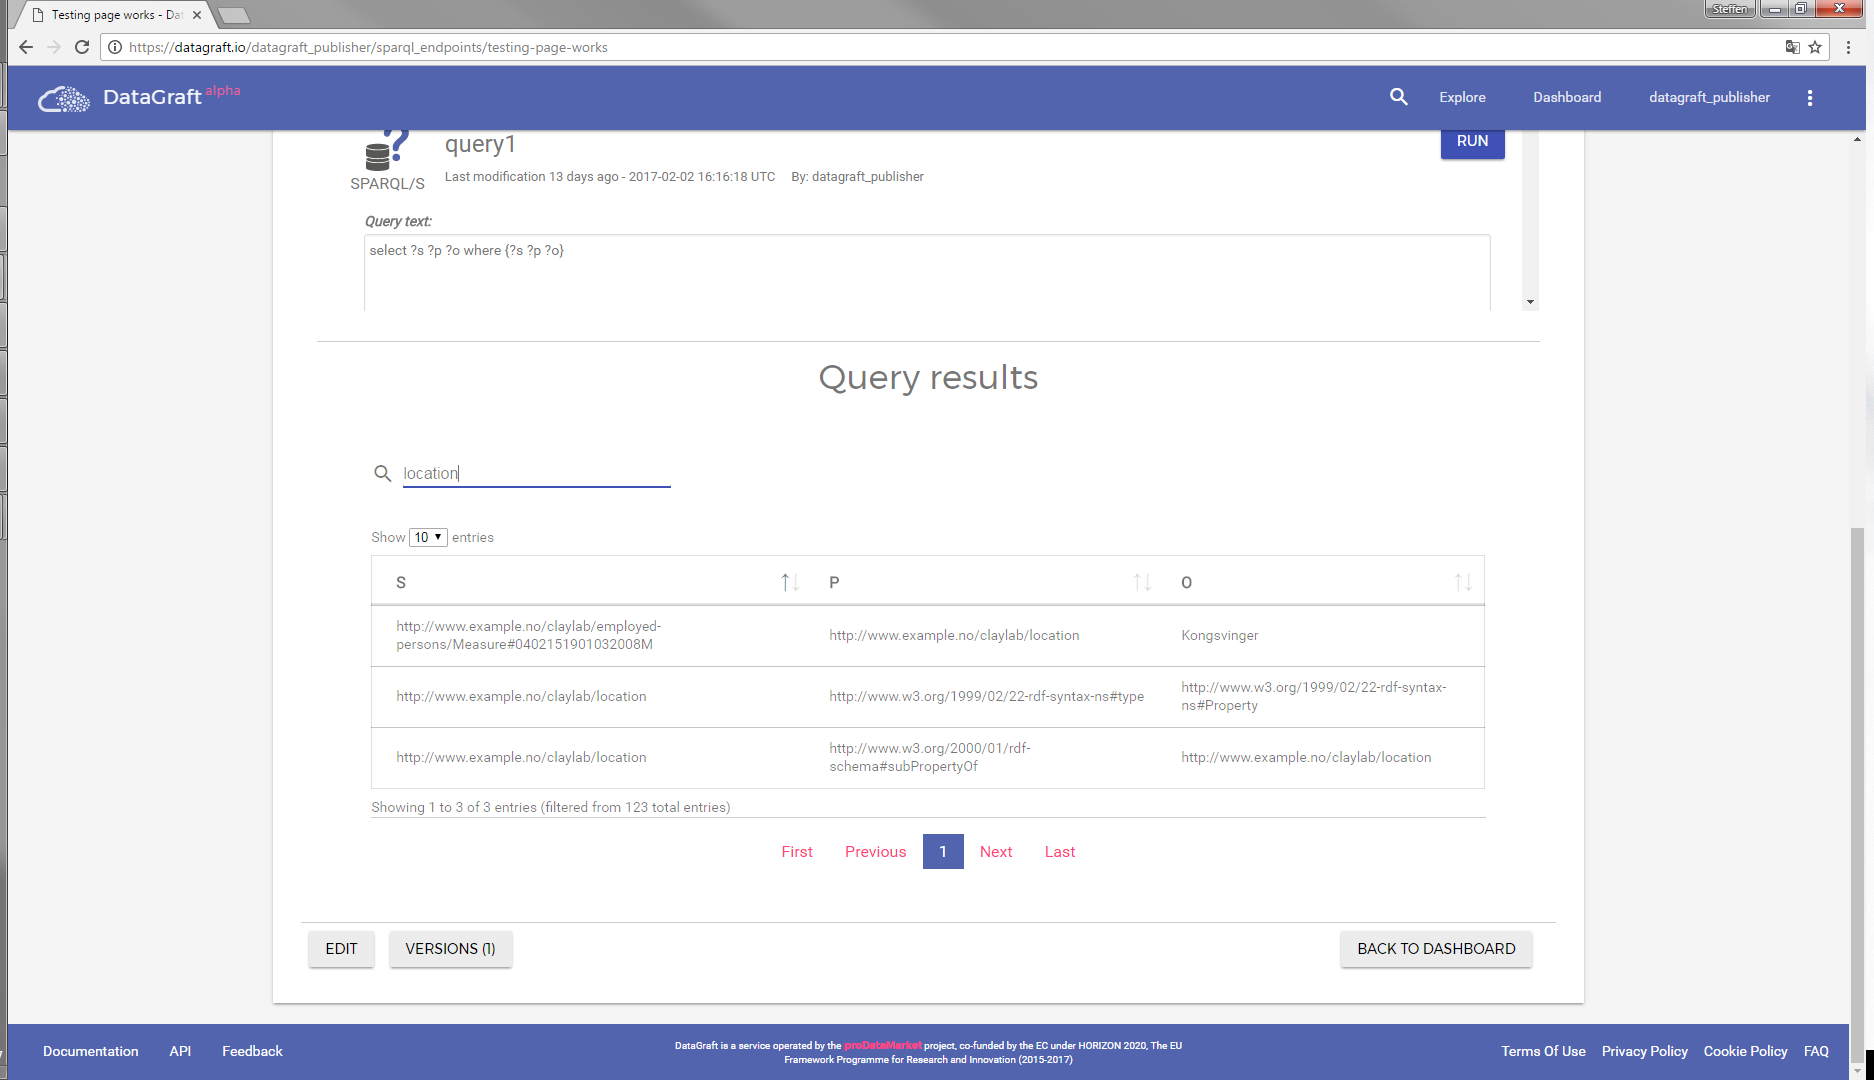 Testing page works - Dat
Steffen
https://datagraft.io/datagraft_publisher/sparql_endpoints/testing-page-works
DataGraft alpha
Explore
Dashboard
datagraft_publisher
query1
RUN
SPARQL/S
Last modification 13 days ago - 2017-02-02 16:16:18 UTC By: datagraft_publisher
Query text:
select ?s ?p ?o where {?s ?p ?o}
Query results
location
Show 10 entries
S P O
http://www.example.no/claylab/employed-
persons/Measure#0402151901032008M
http://www.example.no/claylab/location
Kongsvinger
http://www.example.no/claylab/location
http://www.w3.org/1999/02/22-rdf-syntax-ns#type
http://www.w3.org/1999/02/22-rdf-syntax-
ns#Property
http://www.example.no/claylab/location
http://www.w3.org/2000/01/rdf-
schema#subPropertyOf
http://www.example.no/claylab/location
Showing 1 to 3 of 3 entries (filtered from 123 total entries)
First Previous 1 Next Last
EDIT
VERSIONS (1)
BACK TO DASHBOARD
Documentation API Feedback
DataGraft is a service operated by the proDataMarket project, co-funded by the EC under HORIZON 2020, The EU
Framework Programme for Research and Innovation (2015-2017)
Terms Of Use Privacy Policy Cookie Policy FAQ